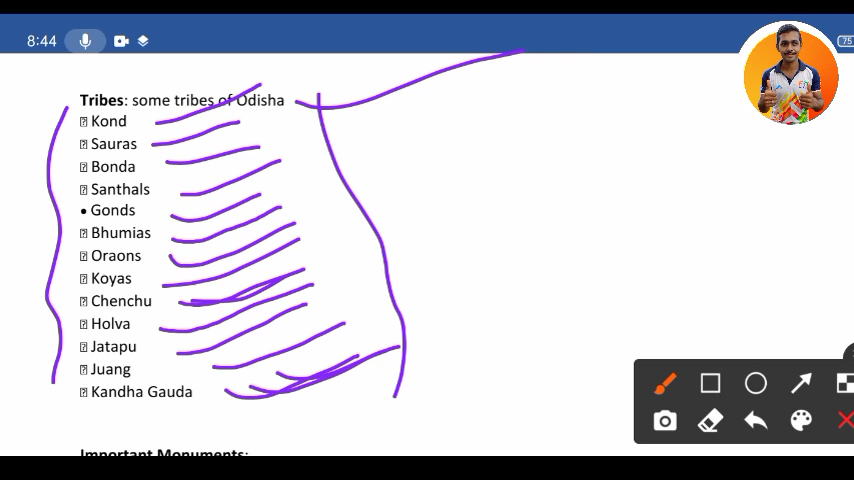 8:44
75
Tribes: some tribes of Odisha
Kond
Sauras
Bonda
Santhals
• Gonds
Bhumias
Oraons
Koyas
Chenchu
Holva
Jatapu
Juang
Kandha Gauda
Important Monuments: